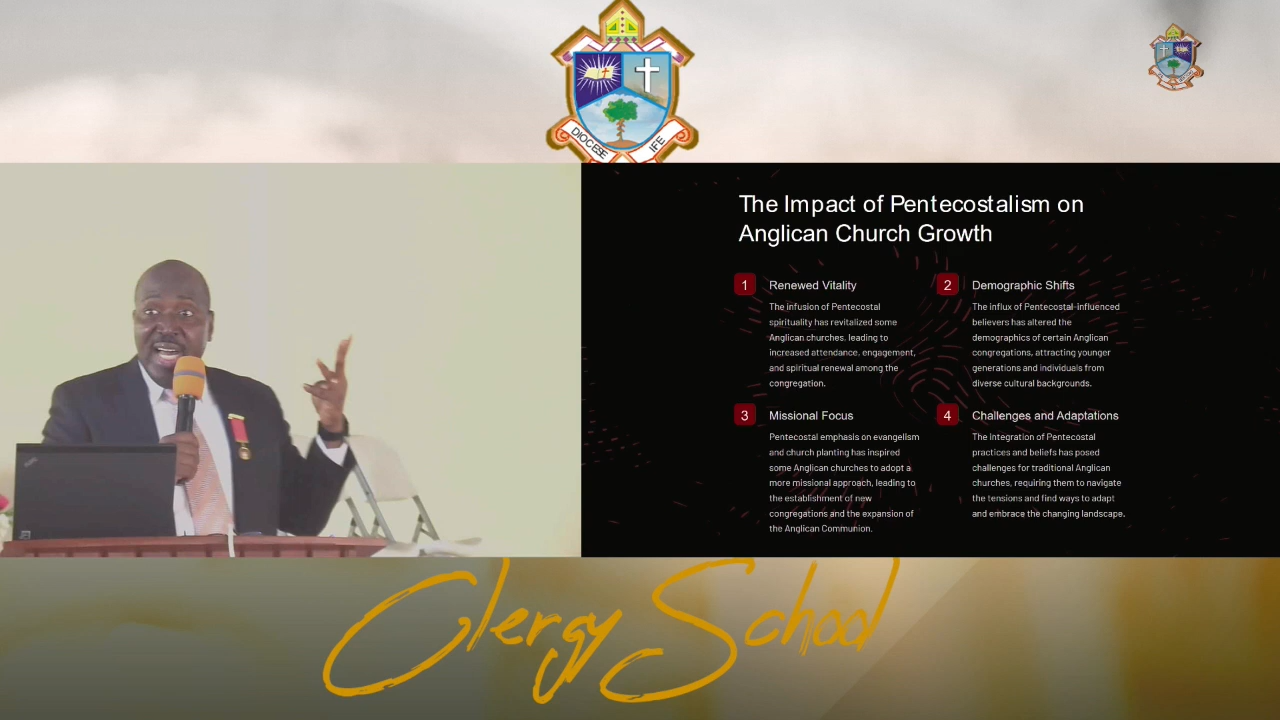 DIOCESE IFE
The Impact of Pentecostalism on
Anglican Church Growth
1 Renewed Vitality
The infusion of Pentecostal
spirituality has revitalized some
Anglican churches, leading to
increased attendance, engagement,
and spiritual renewal among the
congregation.
2 Demographic Shifts
The influx of Pentecostal-influenced
believers has altered the
demographics of certain Anglican
congregations, attracting younger
generations and individuals from
diverse cultural backgrounds.
3 Missional Focus
Pentecostal emphasis on evangelism
and church planting has inspired
some Anglican churches to adopt a
more missional approach, leading to
the establishment of new
congregations and the expansion of
the Anglican Communion.
4 Challenges and Adaptations
The integration of Pentecostal
practices and beliefs has posed
challenges for traditional Anglican
churches, requiring them to navigate
the tensions and find ways to adapt
and embrace the changing landscape.
Clergy School